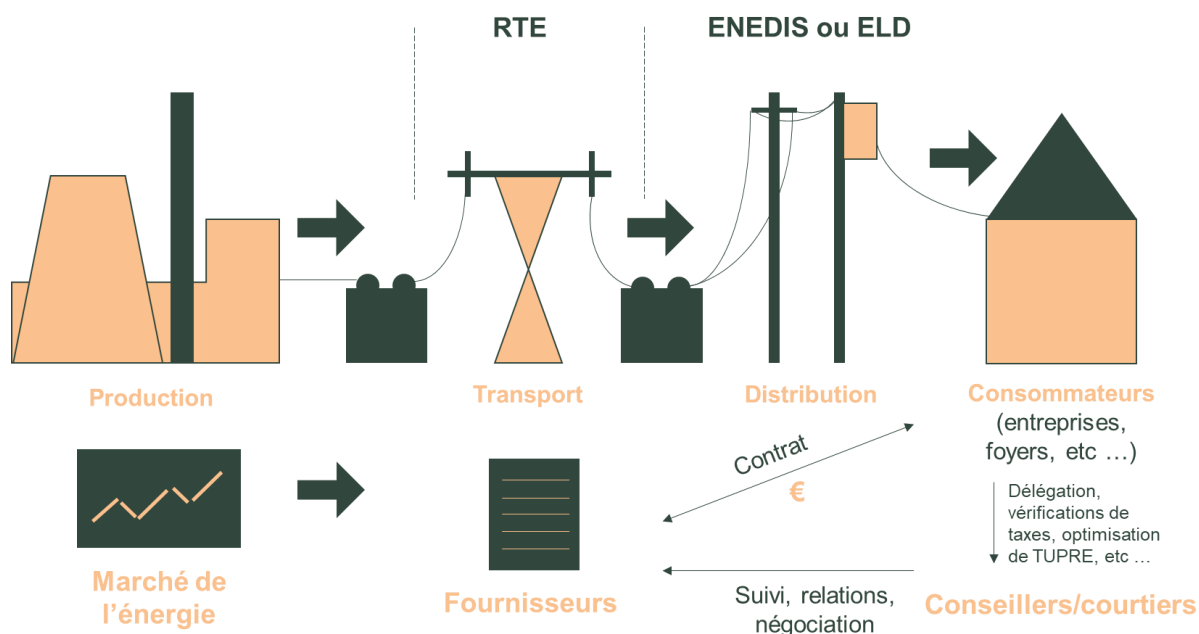 RTE
ENEDIS ou ELD
Production
Transport
Distribution
Consommateurs
(entreprises,
foyers, etc ...)
Contrat
€
Délégation,
vérifications de
taxes, optimisation
de TUPRE, etc ...
Marché de
l'énergie
Fournisseurs
Suivi, relations,
négociation
Conseillers/courtiers